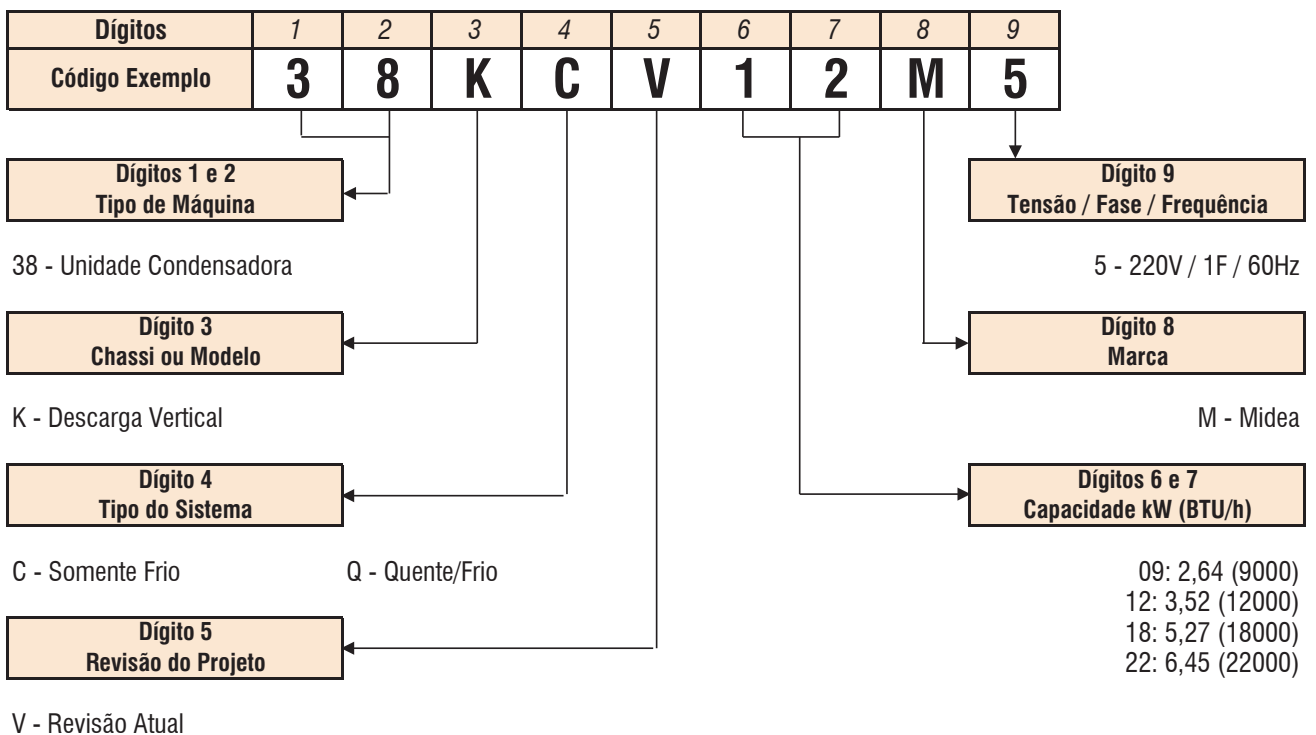 Dígitos 1 2 3 4 5 6 7 8 9
Código Exemplo 3 8 K C V 1 2 M 5
Dígitos 1 e 2
Tipo de Máquina
Dígito 9
Tensão / Fase / Frequência
38 - Unidade Condensadora
5 - 220V / 1F / 60Hz
Dígito 3
Chassi ou Modelo
Dígito 8
Marca
K - Descarga Vertical
M - Midea
Dígito 4
Tipo do Sistema
Dígitos 6 e 7
Capacidade kW (BTU/h)
C - Somente Frio Q - Quente/Frio
09: 2,64 (9000)
12: 3,52 (12000)
18: 5,27 (18000)
22: 6,45 (22000)
Dígito 5
Revisão do Projeto
V - Revisão Atual